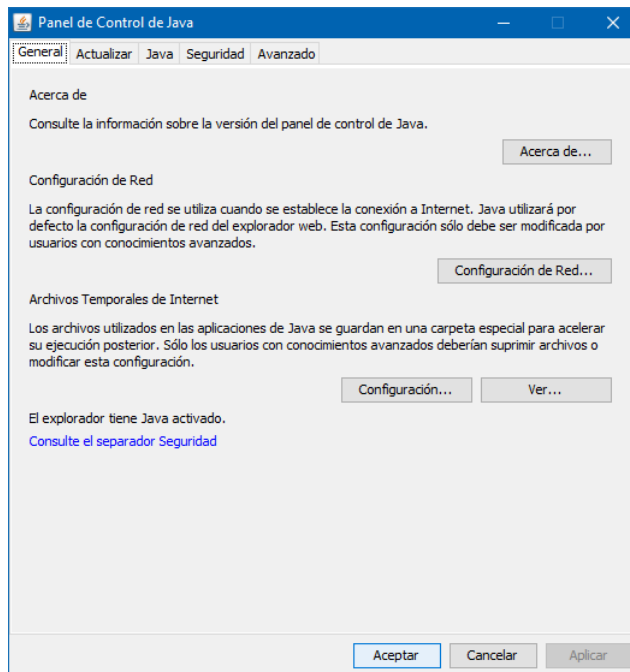 Panel de Control de Java
General Actualizar Java Seguridad Avanzado
Acerca de
Consulte la información sobre la versión del panel de control de Java.
Acerca de...
Configuración de Red
La configuración de red se utiliza cuando se establece la conexión a Internet. Java utilizará por
defecto la configuración de red del explorador web. Esta configuración sólo debe ser modificada por
usuarios con conocimientos avanzados.
Configuración de Red...
Archivos Temporales de Internet
Los archivos utilizados en las aplicaciones de Java se guardan en una carpeta especial para acelerar
su ejecución posterior. Sólo los usuarios con conocimientos avanzados deberían suprimir archivos o
modificar esta configuración.
Configuración... Ver...
El explorador tiene Java activado.
Consulte el separador Seguridad
Aceptar Cancelar Aplicar